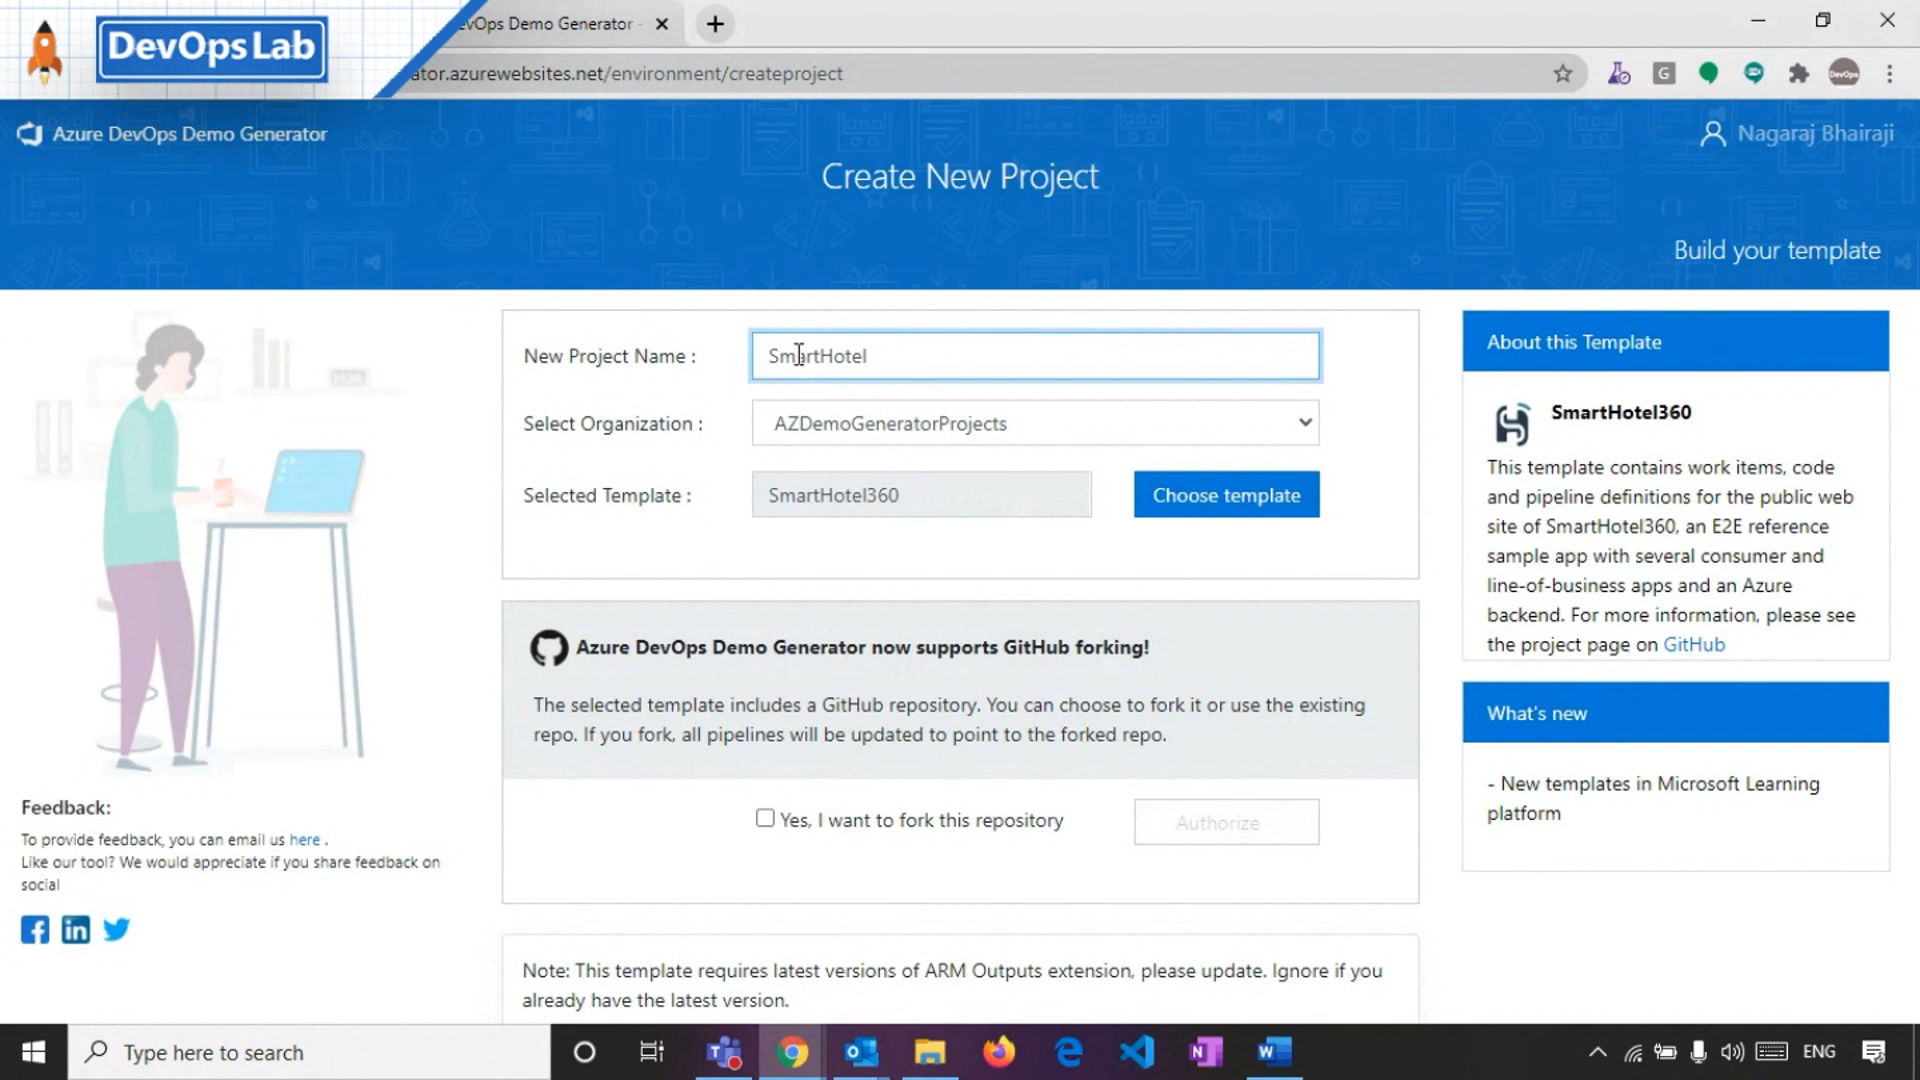 DevOps Lab
evOps Demo Generator
ator.azurewebsites.net/environment/createproject
G
DevOps
Azure DevOps Demo Generator
Nagaraj Bhairaji
Create New Project
Build your template
New Project Name :
SmartHotel
Select Organization :
AZDemoGeneratorProjects
Selected Template :
SmartHotel360
Choose template
About this Template
SmartHotel360
This template contains work items, code
and pipeline definitions for the public web
site of SmartHotel360, an E2E reference
sample app with several consumer and
line-of-business apps and an Azure
backend. For more information, please see
the project page on GitHub
Azure DevOps Demo Generator now supports GitHub forking!
The selected template includes a GitHub repository. You can choose to fork it or use the existing
repo. If you fork, all pipelines will be updated to point to the forked repo.
Yes, I want to fork this repository
Authorize
What's new
- New templates in Microsoft Learning
platform
Feedback:
To provide feedback, you can email us here .
Like our tool? We would appreciate if you share feedback on
social
Note: This template requires latest versions of ARM Outputs extension, please update. Ignore if you
already have the latest version.
Type here to search
ENG